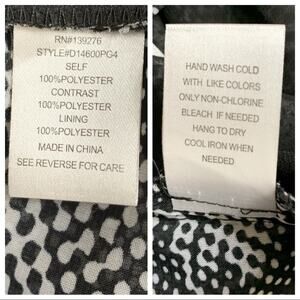 RN#139276
STYLE#D14600PG4
SELF
100%POLYESTER
CONTRAST
100%POLYESTER
LINING
100%POLYESTER
MADE IN CHINA
SEE REVERSE FOR CARE
HAND WASH COLD
WITH LIKE COLORS
ONLY NON-CHLORINE
BLEACH IF NEEDED
HANG TO DRY
COOL IRON WHEN
NEEDED